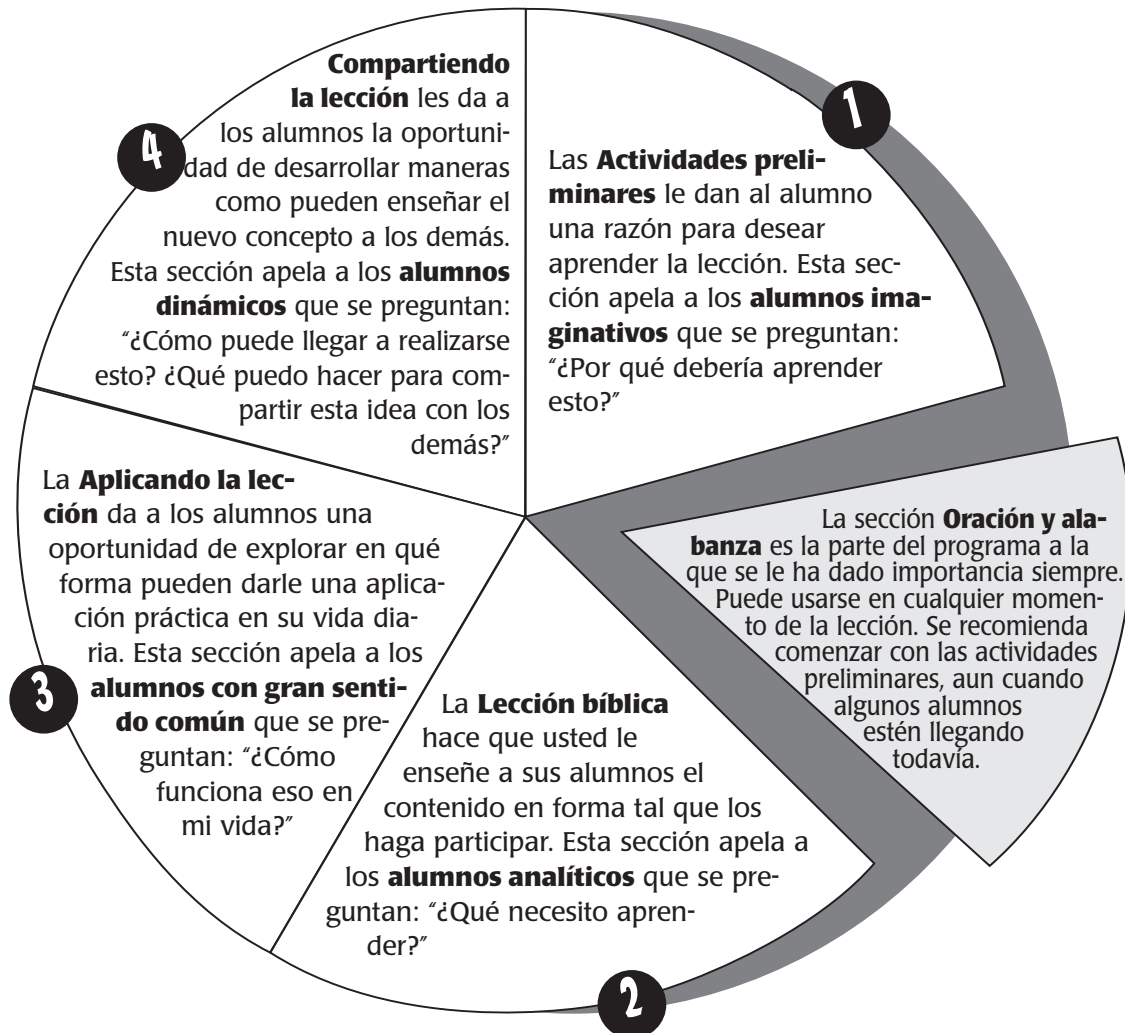 1
Las Actividades preli-
minares le dan al alumno
una razón para desear
aprender la lección. Esta sec-
ción apela a los alumnos ima-
ginativos que se preguntan:
“¿Por qué debería aprender
esto?”
La sección Oración y ala-
banza es la parte del programa a la
que se le ha dado importancia siempre.
Puede usarse en cualquier momen-
to de la lección. Se recomienda
comenzar con las actividades
preliminares, aun cuando
algunos alumnos
estén llegando
todavía.
2
La Lección bíblica
hace que usted le
enseñe a sus alumnos el
contenido en forma tal que los
haga participar. Esta sección apela a
los alumnos analíticos que se pre-
guntan: “¿Qué necesito apren-
der?”
3
La Aplicando la lec-
ción da a los alumnos una
oportunidad de explorar en qué
forma pueden darle una aplica-
ción práctica en su vida dia-
ria. Esta sección apela a los
alumnos con gran senti-
do común que se pre-
guntan: “¿Cómo
funciona eso en
mi vida?”
4
Compartiendo
la lección les da a
los alumnos la oportuni-
dad de desarrollar maneras
como pueden enseñar el
nuevo concepto a los demás.
Esta sección apela a los alumnos
dinámicos que se preguntan:
“¿Cómo puede llegar a realizarse
esto? ¿Qué puedo hacer para com-
partir esta idea con los
demás?”